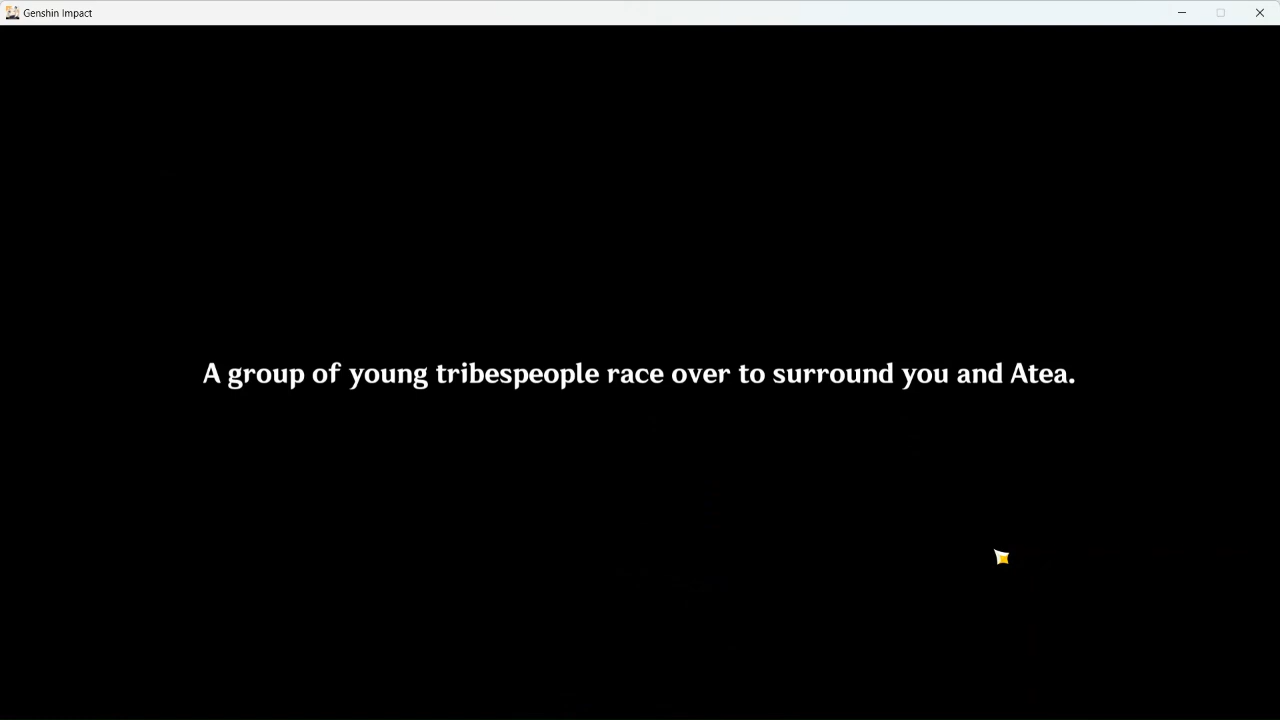 Genshin Impact
A group of young tribespeople race over to surround you and Atea.